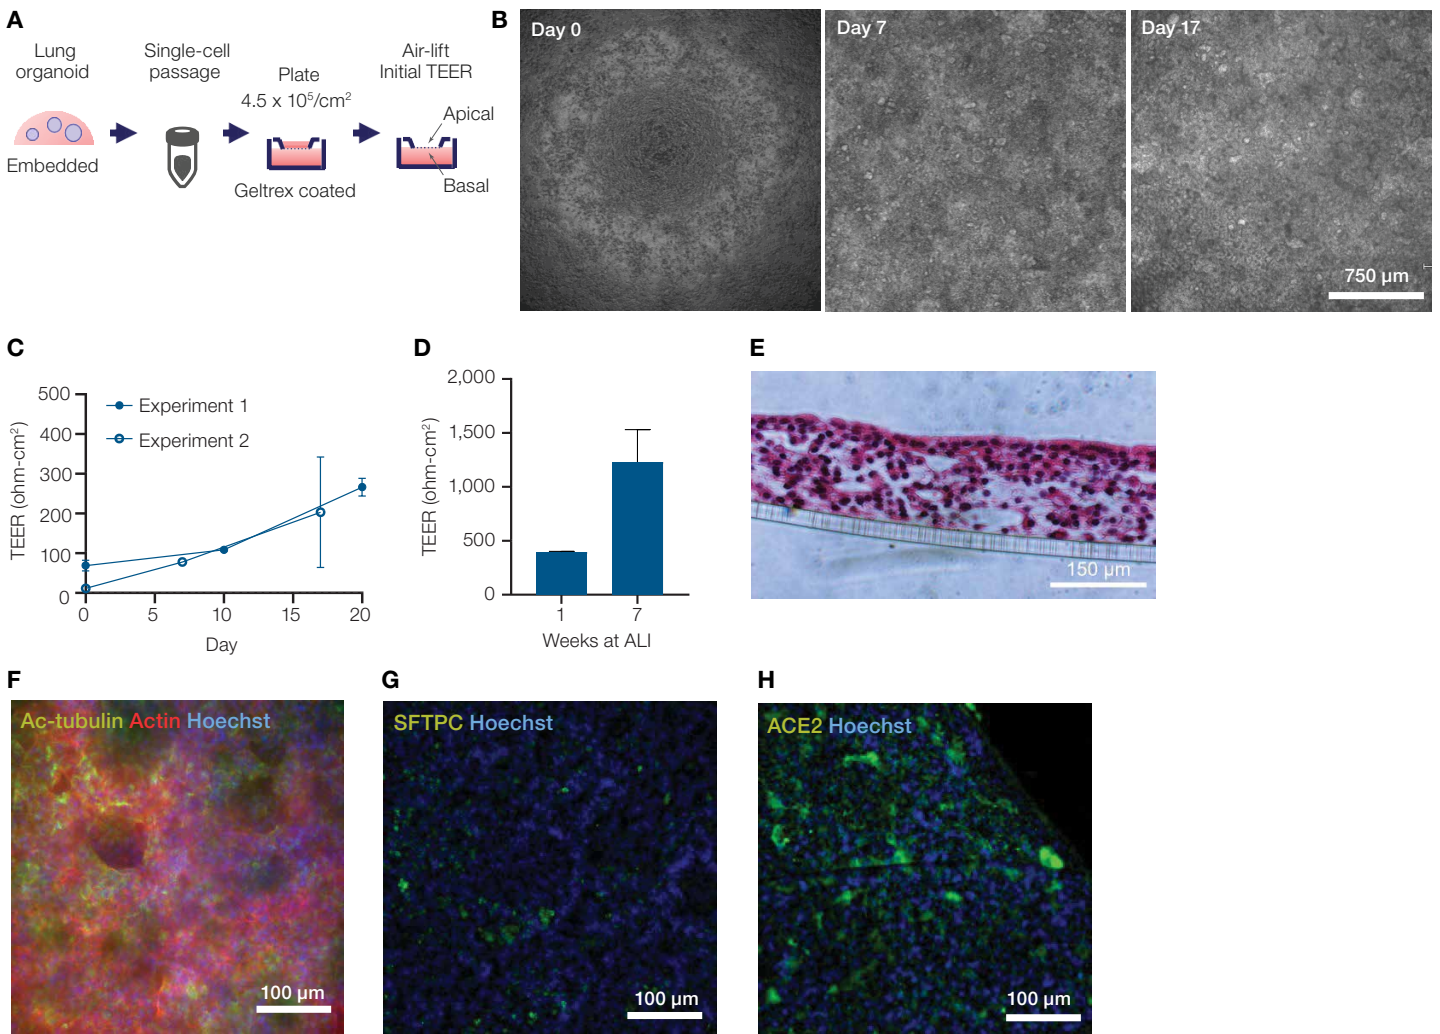 A
Lung
organoid
Embedded
Single-cell
passage
Plate
4.5 x 10⁵/cm²
Geltrex coated
Air-lift
Initial TEER
Apical
Basal
B
Day 0
Day 7
Day 17
750 µm
C
TEER (ohm-cm²)
500
400
300
200
100
0
Experiment 1
Experiment 2
0 5 10 15 20
Day
D
TEER (ohm-cm²)
2,000
1,500
1,000
500
0
1 7
Weeks at ALI
E
150 µm
F
Ac-tubulin Actin Hoechst
100 µm
G
SFTPC Hoechst
100 µm
H
ACE2 Hoechst
100 µm